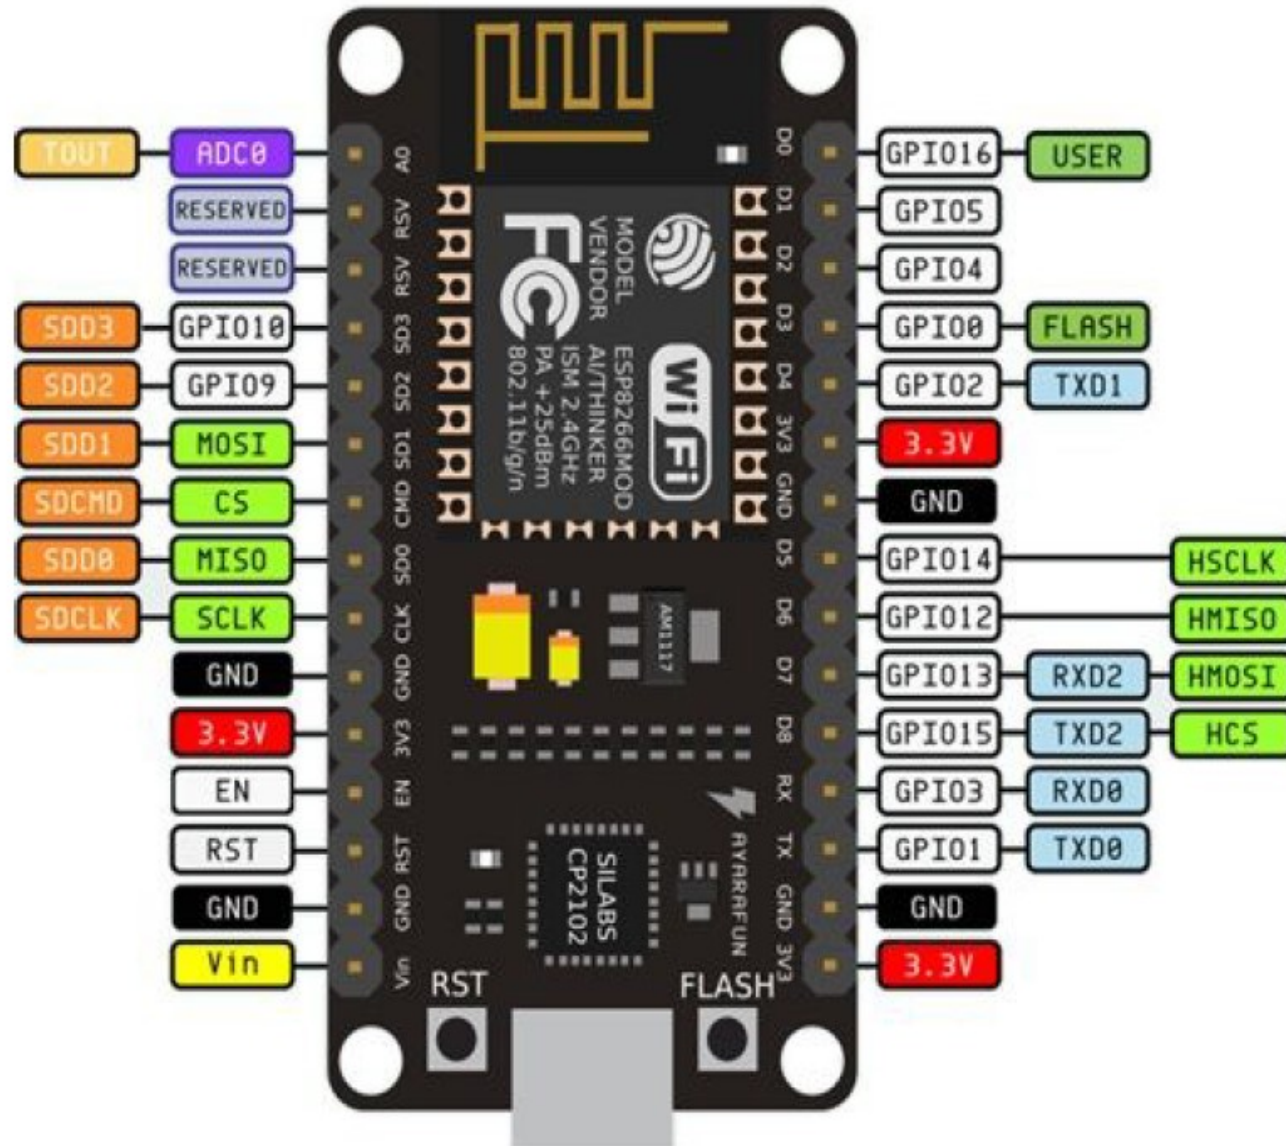 TOUT ADC0 A0 D0 GPIO16 USER
RESERVED RSV D1 GPIO5
RESERVED RSV D2 GPIO4
SDD3 GPIO10 SD3 D3 GPIO0 FLASH
SDD2 GPIO9 SD2 D4 GPIO2 TXD1
SDD1 MOSI SD1 3V3 3.3V
SDCMD CS CMD GND GND
SDD0 MISO SD0 D5 GPIO14 HSCLK
SDCLK SCLK CLK D6 GPIO12 HMISO
GND GND D7 GPIO13 RXD2 HMOSI
3.3V 3V3 D8 GPIO15 TXD2 HCS
EN EN RX GPIO3 RXD0
RST RST TX GPIO1 TXD0
GND GND GND GND
Vin Vin 3V3 3.3V
MODEL ESP8266MOD
VENDOR AI/THINKER
ISM 2.4GHz
PA +25dBm
802.11b/g/n
FC
WiFi
AM1117
SILABS
CP2102
AYARAFUN
RST
FLASH